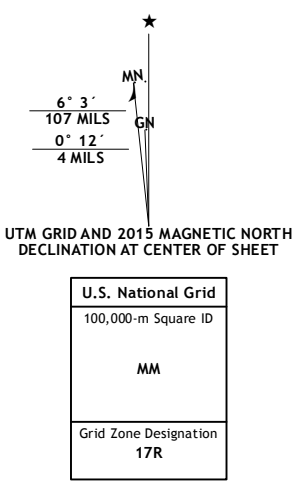 ★
MN.
6° 3´
107 MILS
GN
0° 12´
4 MILS
UTM GRID AND 2015 MAGNETIC NORTH
DECLINATION AT CENTER OF SHEET
U.S. National Grid
100,000-m Square ID
MM
Grid Zone Designation
17R